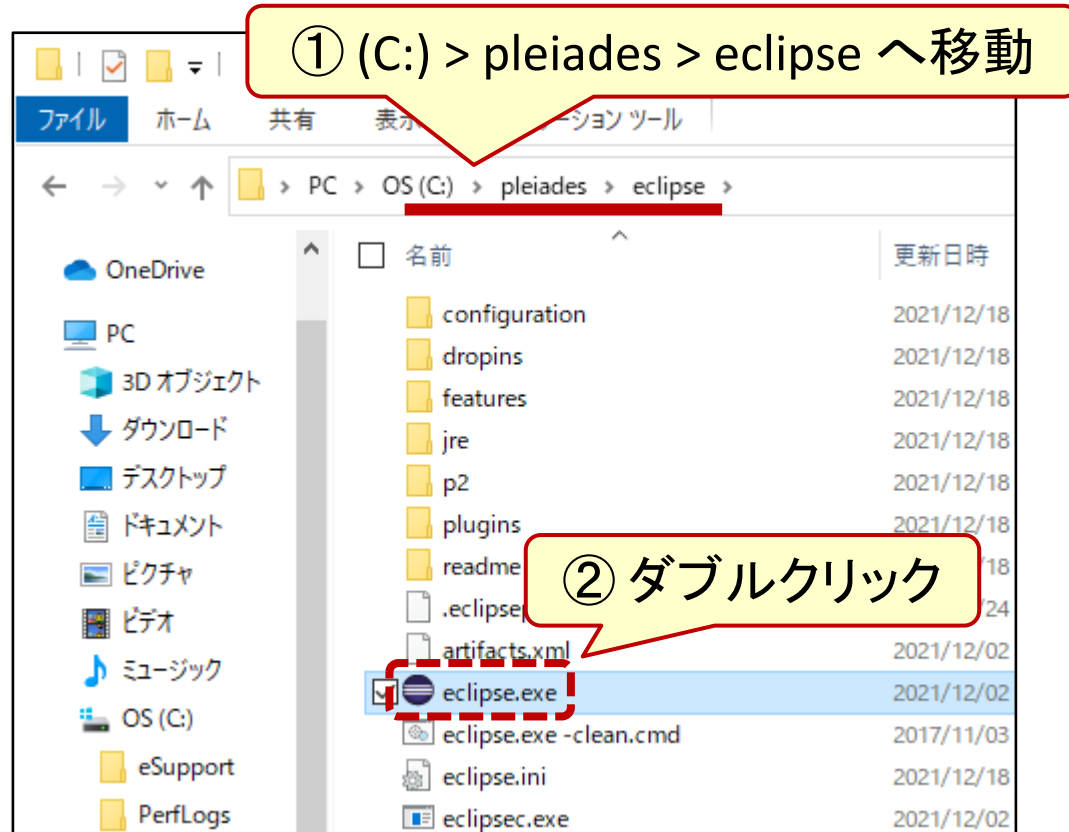 ① (C:) > pleiades > eclipse へ移動
ファイル ホーム 共有 ション ツール
PC > OS (C:) > pleiades > eclipse >
名前 更新日時
OneDrive
PC
3D オブジェクト
ダウンロード
デスクトップ
ドキュメント
ピクチャ
ビデオ
ミュージック
OS (C:)
eSupport
PerfLogs
configuration 2021/12/18
dropins 2021/12/18
features 2021/12/18
jre 2021/12/18
p2 2021/12/18
plugins 2021/12/18
readme /18
② ダブルクリック
.eclipsep /24
artifacts.xml 2021/12/02
eclipse.exe 2021/12/02
eclipse.exe -clean.cmd 2017/11/03
eclipse.ini 2021/12/18
eclipsec.exe 2021/12/02